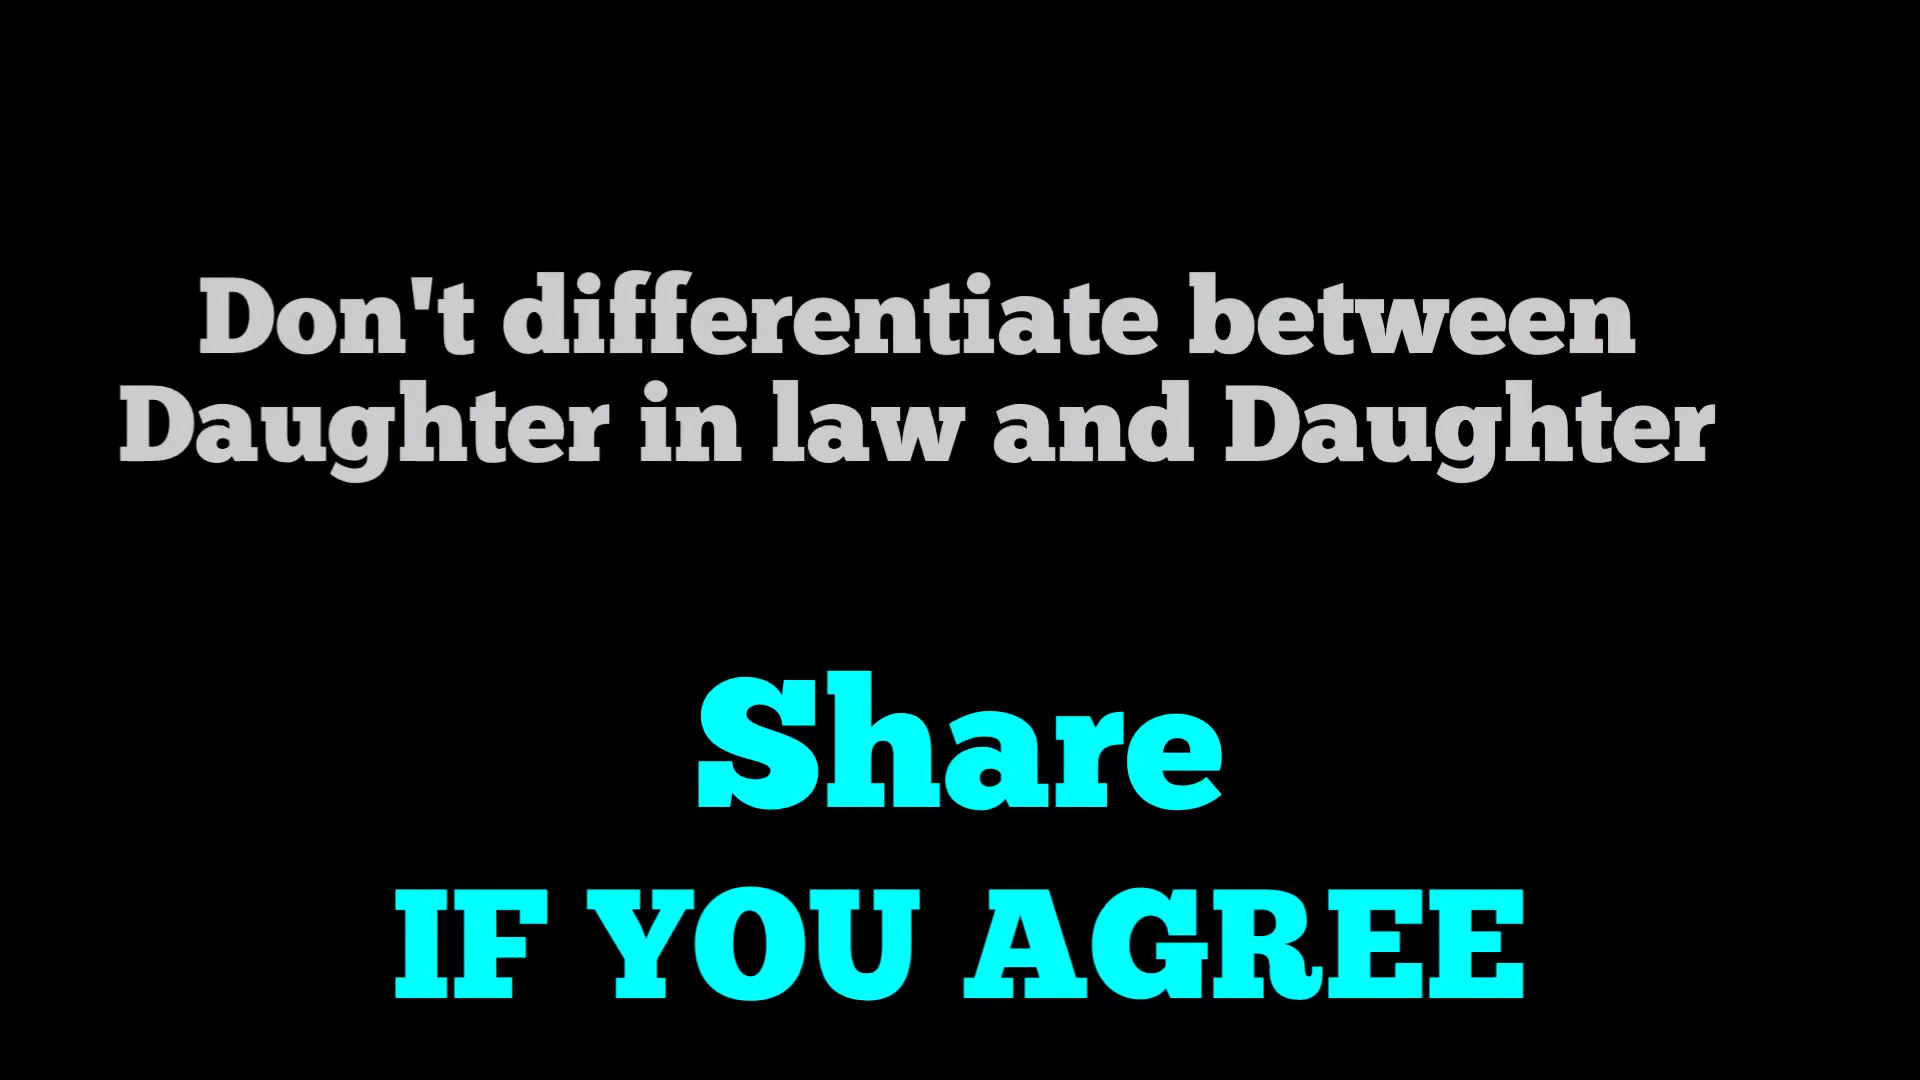 Don't differentiate between
Daughter in law and Daughter
Share
IF YOU AGREE